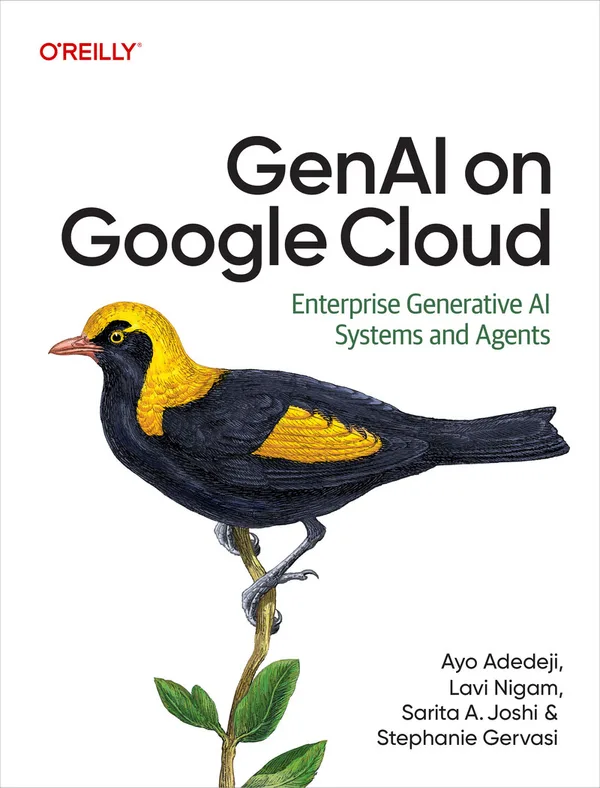 O'REILLY®
GenAI on
Google Cloud
Enterprise Generative AI
Systems and Agents
Ayo Adedeji,
Lavi Nigam,
Sarita A. Joshi &
Stephanie Gervasi